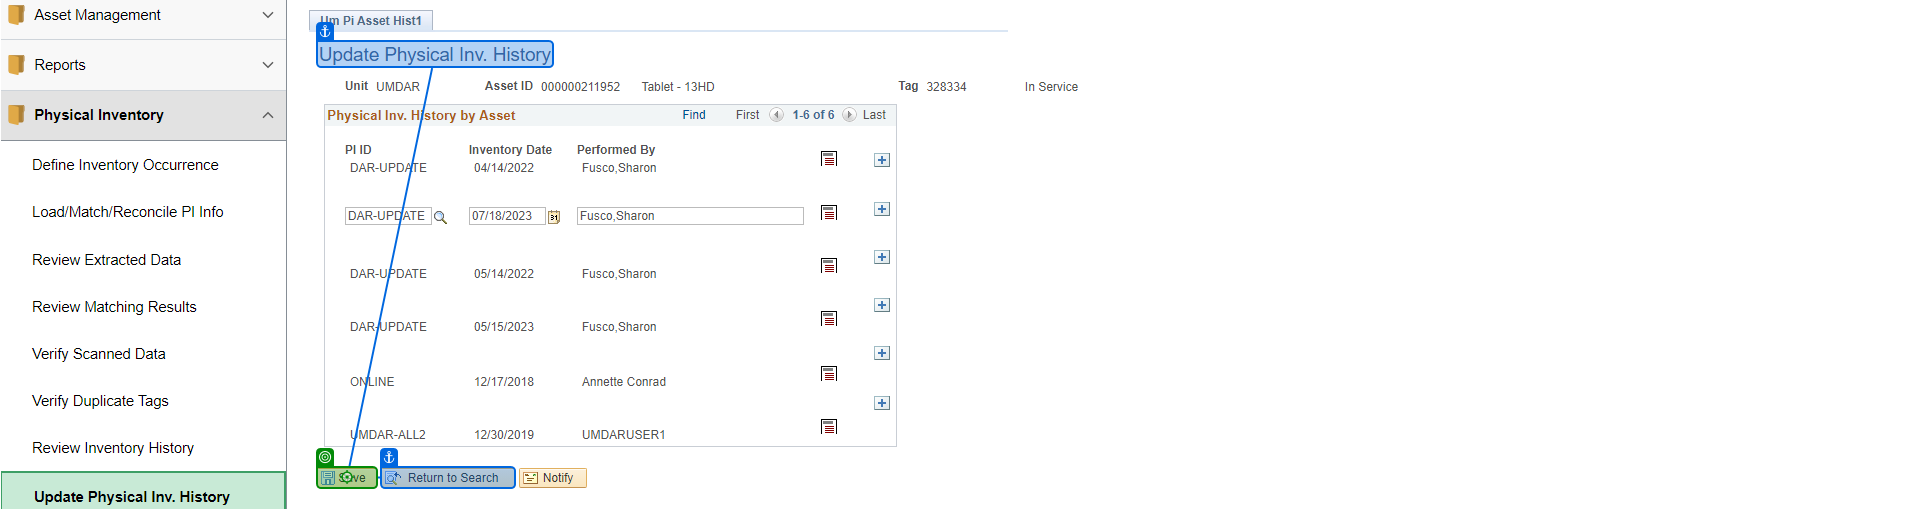 Asset Management
Reports
Physical Inventory
Define Inventory Occurrence
Load/Match/Reconcile PI Info
Review Extracted Data
Review Matching Results
Verify Scanned Data
Verify Duplicate Tags
Review Inventory History
Update Physical Inv. History
Um Pi Asset Hist1
Update Physical Inv. History
Unit UMDAR Asset ID 000000211952 Tablet - 13HD Tag 328334 In Service
Physical Inv. History by Asset Find First 1-6 of 6 Last
PI ID Inventory Date Performed By
DAR-UPDATE 04/14/2022 Fusco,Sharon
DAR-UPDATE 07/18/2023 31 Fusco,Sharon
DAR-UPDATE 05/14/2022 Fusco,Sharon
DAR-UPDATE 05/15/2023 Fusco,Sharon
ONLINE 12/17/2018 Annette Conrad
UMDAR-ALL2 12/30/2019 UMDARUSER1
Save Return to Search Notify